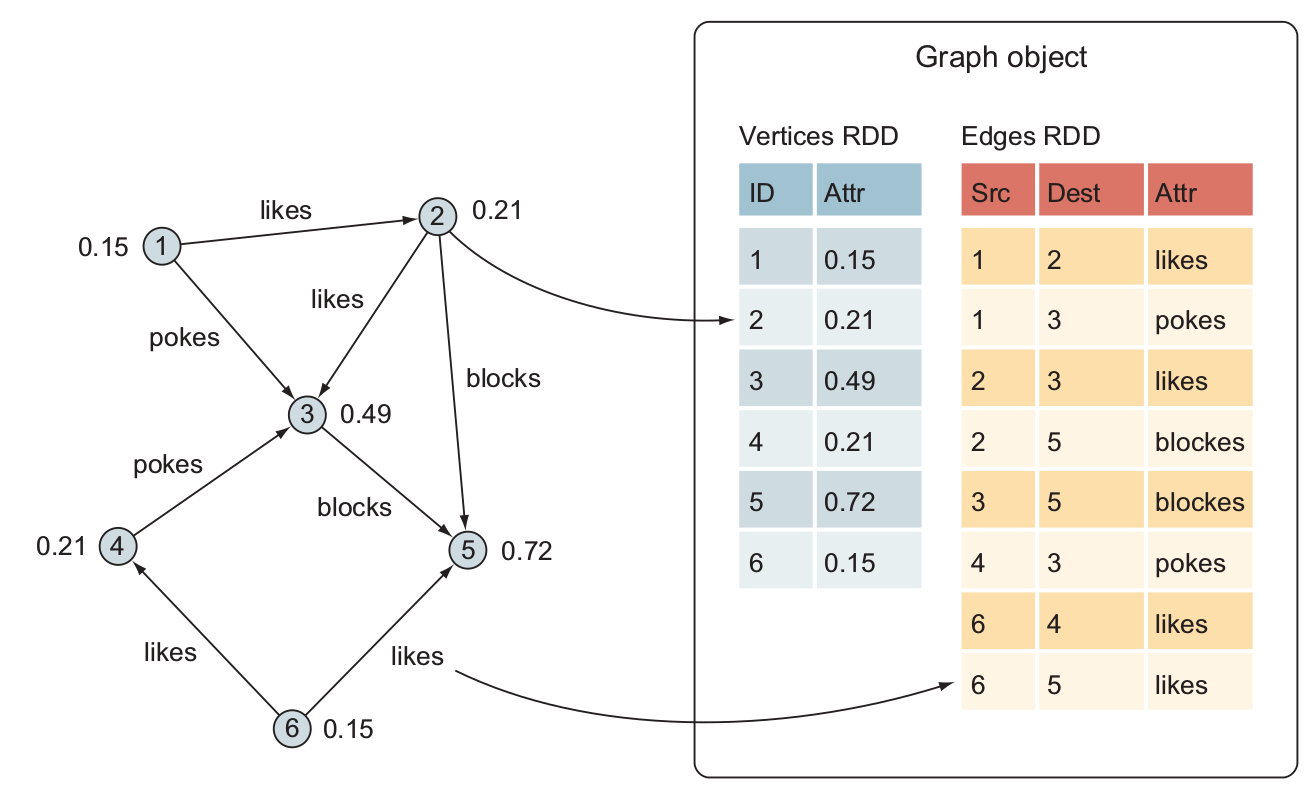 Graph object
Vertices RDD
ID Attr
1 0.15
2 0.21
3 0.49
4 0.21
5 0.72
6 0.15
Edges RDD
Src Dest Attr
1 2 likes
1 3 pokes
2 3 likes
2 5 blockes
3 5 blockes
4 3 pokes
6 4 likes
6 5 likes
likes
2 0.21
0.15 1
likes
pokes
blocks
3 0.49
pokes
blocks
0.21 4
5 0.72
likes
likes
6 0.15